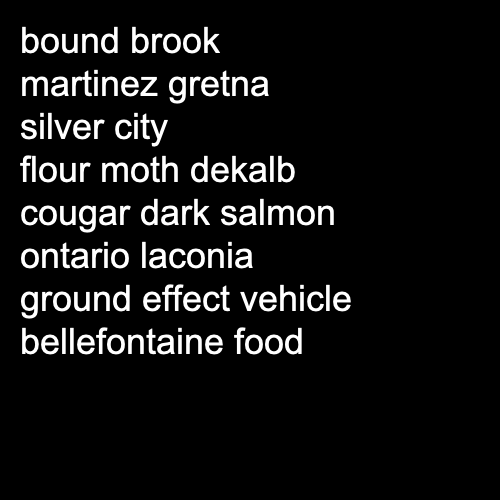 bound brook
martinez gretna
silver city
flour moth dekalb
cougar dark salmon
ontario laconia
ground effect vehicle
bellefontaine food